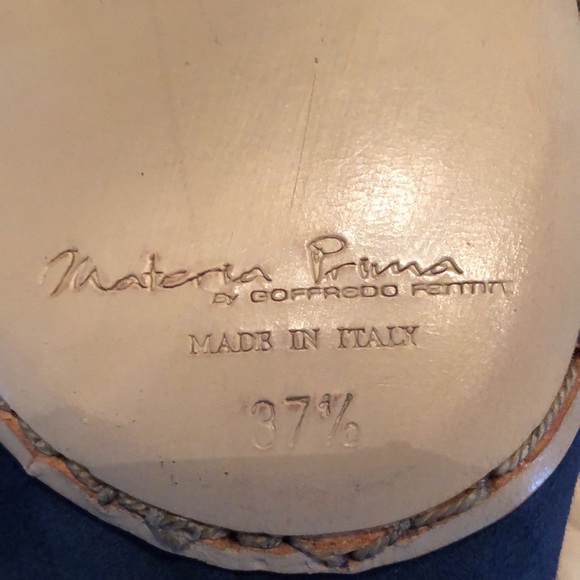 Materia Prima
BY GOFFREDO FANTINI
MADE IN ITALY
37½